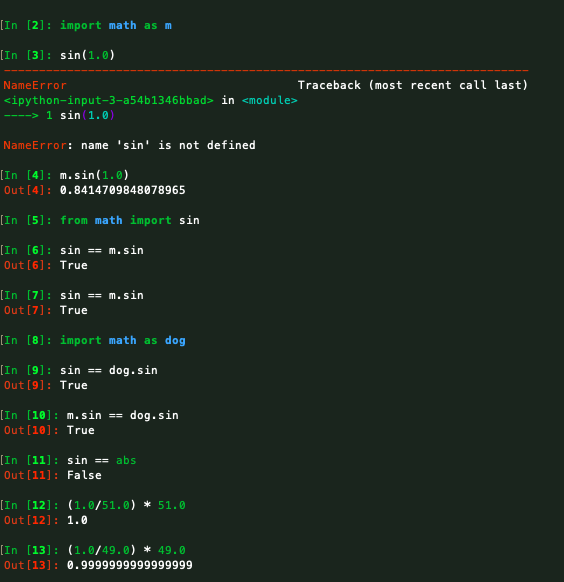 [In [2]: import math as m
[In [3]: sin(1.0)
---------------------------------------------------------------------------
NameError                                 Traceback (most recent call last)
<ipython-input-3-a54b1346bbad> in <module>
----> 1 sin(1.0)
NameError: name 'sin' is not defined
[In [4]: m.sin(1.0)
Out[4]: 0.8414709848078965
[In [5]: from math import sin
[In [6]: sin == m.sin
Out[6]: True
[In [7]: sin == m.sin
Out[7]: True
[In [8]: import math as dog
[In [9]: sin == dog.sin
Out[9]: True
[In [10]: m.sin == dog.sin
Out[10]: True
[In [11]: sin == abs
Out[11]: False
[In [12]: (1.0/51.0) * 51.0
Out[12]: 1.0
[In [13]: (1.0/49.0) * 49.0
Out[13]: 0.9999999999999999